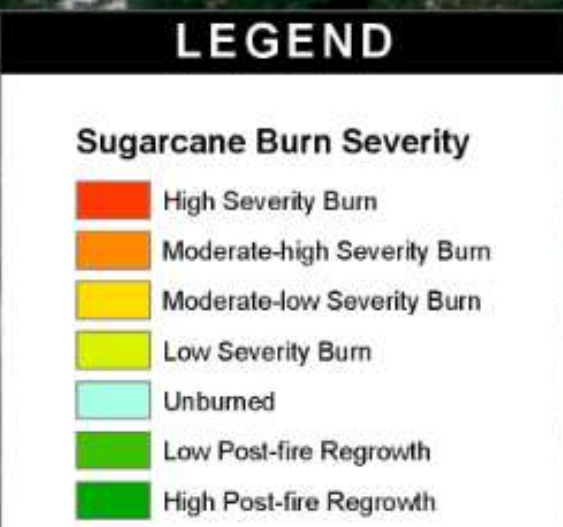 LEGEND
Sugarcane Burn Severity
High Severity Burn
Moderate-high Severity Burn
Moderate-low Severity Burn
Low Severity Burn
Unburned
Low Post-fire Regrowth
High Post-fire Regrowth